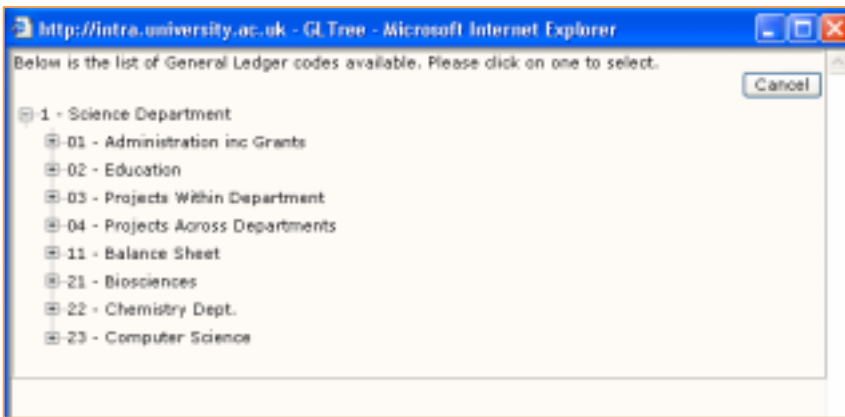 http://intra.university.ac.uk - GLTree - Microsoft Internet Explorer
Below is the list of General Ledger codes available. Please click on one to select.
Cancel
1 - Science Department
01 - Administration inc Grants
02 - Education
03 - Projects Within Department
04 - Projects Across Departments
11 - Balance Sheet
21 - Biosciences
22 - Chemistry Dept.
23 - Computer Science